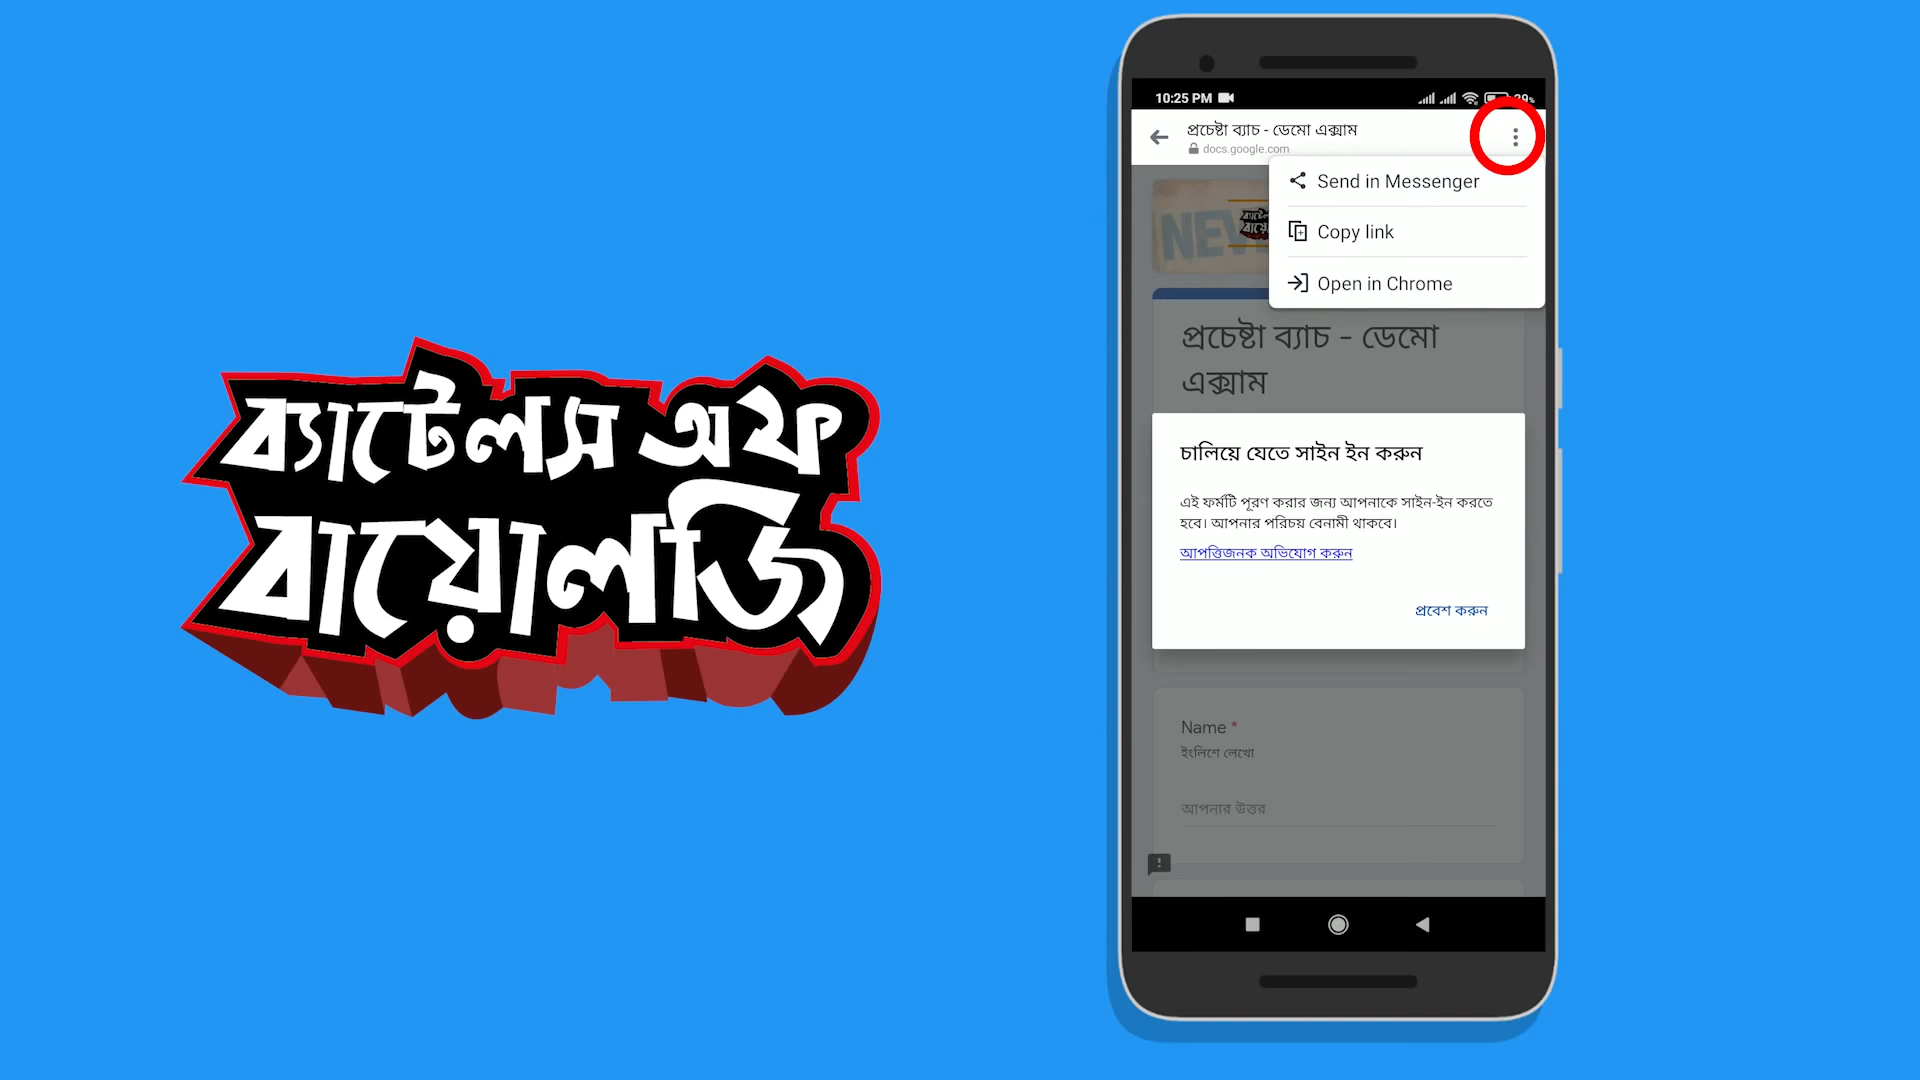 ব্যাটেলস অফ
বায়োলজি
10:25 PM
প্রচেষ্টা ব্যাচ - ডেমো এক্সাম
docs.google.com
Send in Messenger
Copy link
Open in Chrome
NEW
প্রচেষ্টা ব্যাচ - ডেমো
এক্সাম
চালিয়ে যেতে সাইন ইন করুন
এই ফর্মটি পূরণ করার জন্য আপনাকে সাইন-ইন করতে
হবে। আপনার পরিচয় বেনামী থাকবে।
আপত্তিজনক অভিযোগ করুন
প্রবেশ করুন
Name *
ইংলিশে লেখো
আপনার উত্তর